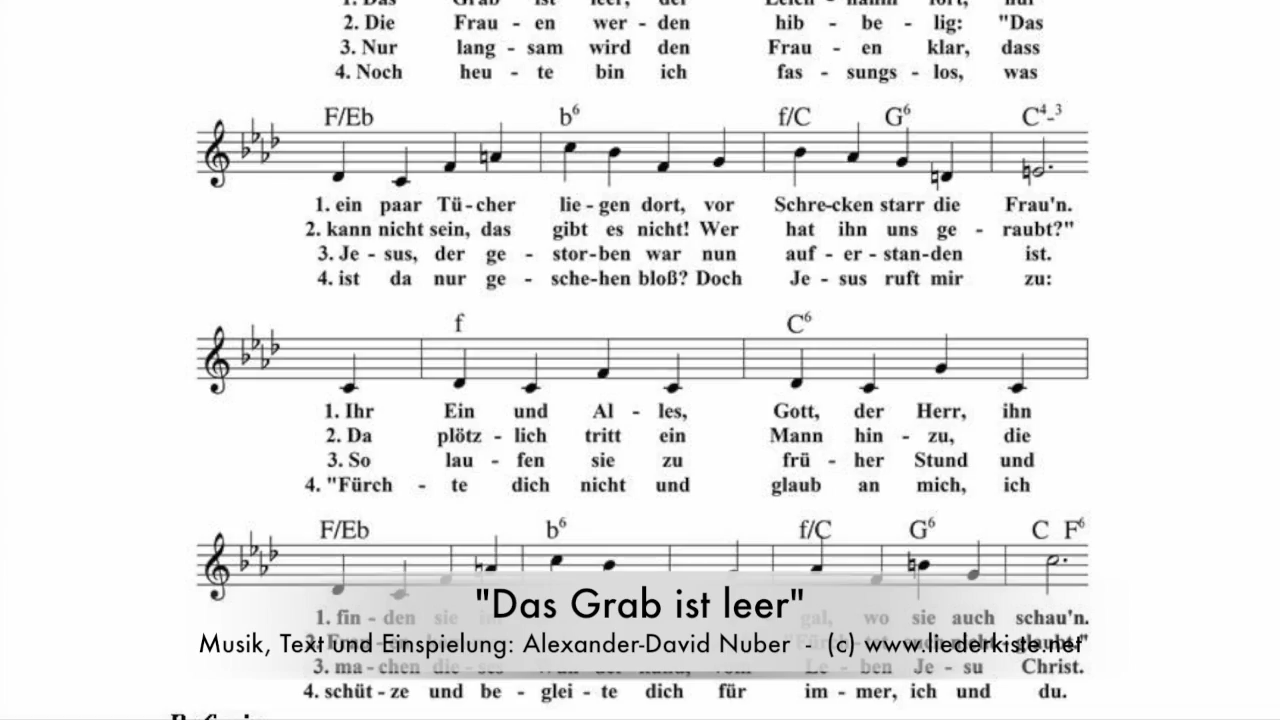 2. Die Frau - en wer - den hib - be - lig: "Das
3. Nur lang - sam wird den Frau - en klar, dass
4. Noch heu - te bin ich fas - sungs - los, was
F/Eb b6 f/C G6 C4-3
1. ein paar Tü - cher lie - gen dort, vor Schre-cken starr die Frau'n.
2. kann nicht sein, das gibt es nicht! Wer hat ihn uns ge - raubt?"
3. Je - sus, der ge - stor-ben war nun auf - er - stan-den ist.
4. ist da nur ge - sche-hen bloß? Doch Je - sus ruft mir zu:
f C6
1. Ihr Ein und Al - les, Gott, der Herr, ihn
2. Da plötz - lich tritt ein Mann hin - zu, die
3. So lau - fen sie zu frü - her Stund und
4. "Fürch - te dich nicht und glaub an mich, ich
F/Eb b6 f/C G6 C F6
"Das Grab ist leer"
1. fin - den sie gal, wo sie auch schau'n.
Musik, Text und Einspielung: Alexander-David Nuber - (c) www.liederkiste.net
3. ma - chen die - ses Le - ben Je - su Christ.
4. schüt - ze und be - glei - te dich für im - mer, ich und du.